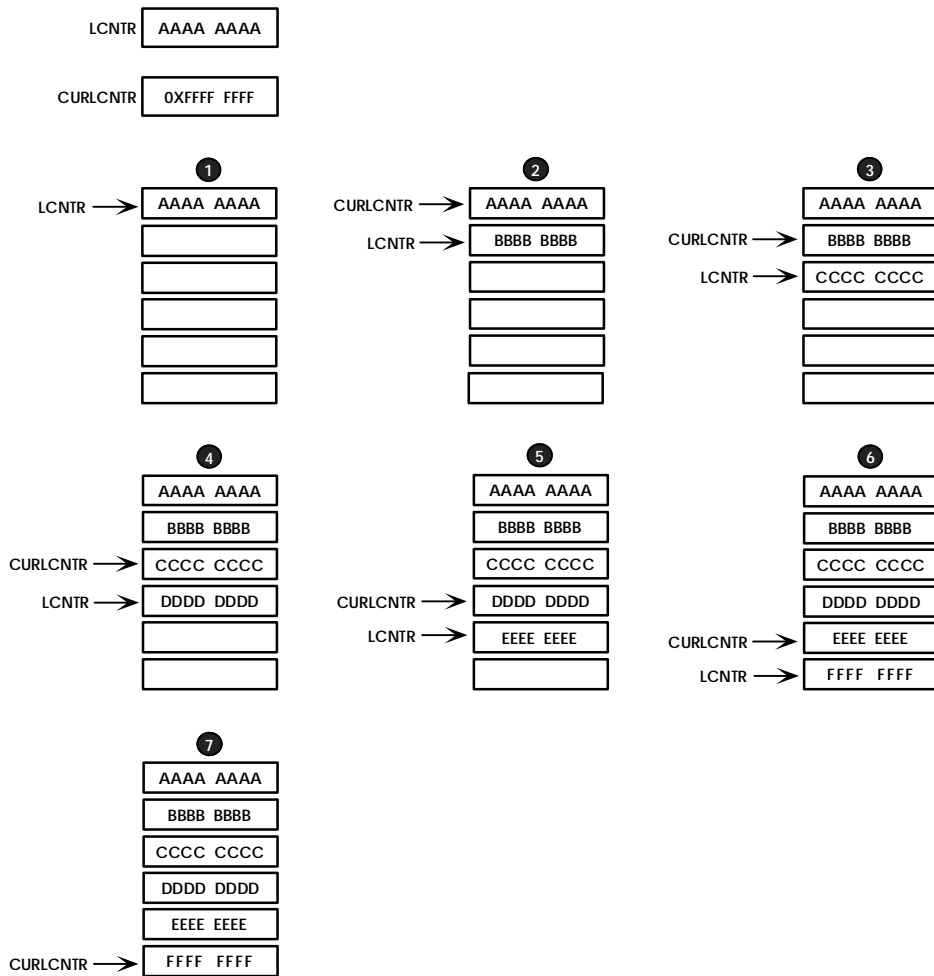 LCNTR AAAA AAAA
CURLCNTR 0XFFFF FFFF
1
LCNTR AAAA AAAA
2
CURLCNTR AAAA AAAA
LCNTR BBBB BBBB
3
AAAA AAAA
CURLCNTR BBBB BBBB
LCNTR CCCC CCCC
4
AAAA AAAA
BBBB BBBB
CURLCNTR CCCC CCCC
LCNTR DDDD DDDD
5
AAAA AAAA
BBBB BBBB
CCCC CCCC
CURLCNTR DDDD DDDD
LCNTR EEEE EEEE
6
AAAA AAAA
BBBB BBBB
CCCC CCCC
DDDD DDDD
CURLCNTR EEEE EEEE
LCNTR FFFF FFFF
7
AAAA AAAA
BBBB BBBB
CCCC CCCC
DDDD DDDD
EEEE EEEE
CURLCNTR FFFF FFFF